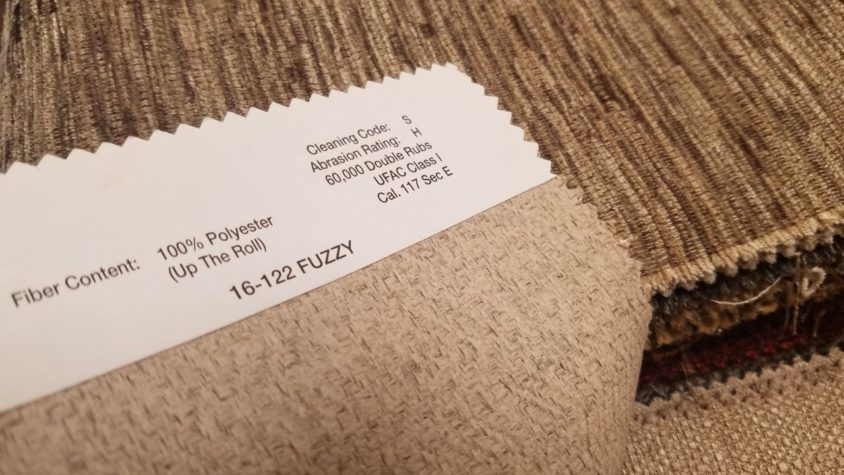 Cleaning Code: S
Abrasion Rating: H
60,000 Double Rubs
UFAC Class I
Cal. 117 Sec E
Fiber Content: 100% Polyester
(Up The Roll)
16-122 FUZZY